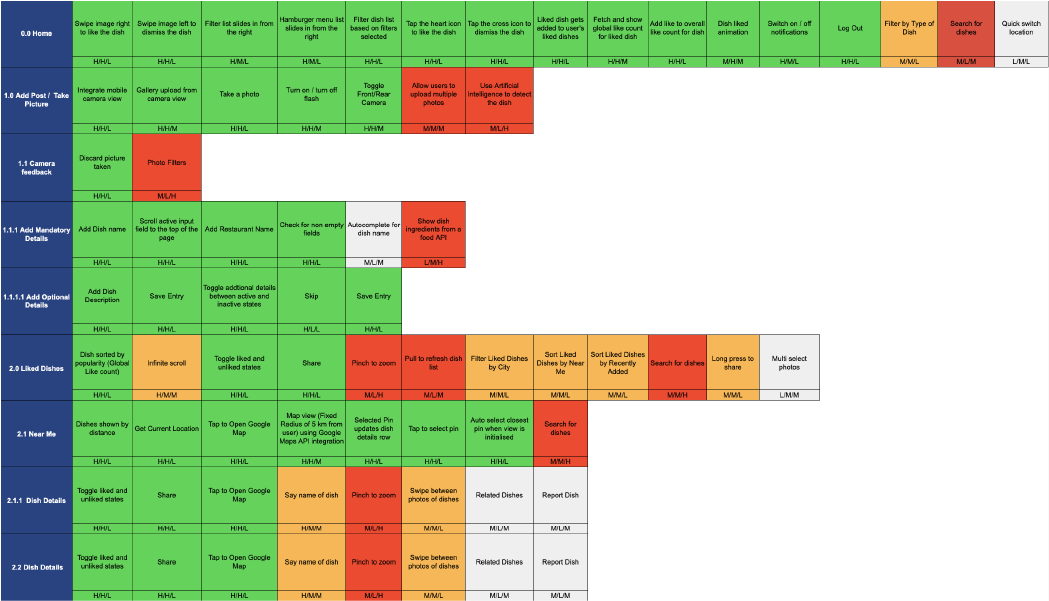 0.0 Home
Swipe image right to like the dish
Swipe image left to dismiss the dish
Filter list slides in from the right
Hamburger menu list slides in from the right
Filter dish list based on filters selected
Tap the heart icon to like the dish
Tap the cross icon to dismiss the dish
Liked dish gets added to user's liked dishes
Fetch and show global like count for liked dish
Add like to overall like count for dish
Dish liked animation
Switch on / off notifications
Log Out
Filter by Type of Dish
Search for dishes
Quick switch location
H/H/L
H/H/L
H/M/L
H/M/L
H/H/L
H/H/L
H/H/L
H/H/L
H/H/M
H/H/L
M/H/M
H/M/L
H/H/L
M/M/L
M/L/M
L/M/L
1.0 Add Post / Take Picture
Integrate mobile camera view
Gallery upload from camera view
Take a photo
Turn on / turn off flash
Toggle Front/Rear Camera
Allow users to upload multiple photos
Use Artificial Intelligence to detect the dish
H/H/L
H/H/M
H/H/L
H/H/M
H/H/M
M/M/M
M/L/H
1.1 Camera feedback
Discard picture taken
Photo Filters
H/H/L
M/L/H
1.1.1 Add Mandatory Details
Add Dish name
Scroll active input field to the top of the page
Add Restaurant Name
Check for non empty fields
Autocomplete for dish name
Show dish ingredients from a food API
H/H/L
H/H/L
H/H/L
H/H/L
M/L/M
L/M/H
1.1.1.1 Add Optional Details
Add Dish Description
Save Entry
Toggle addtional details between active and inactive states
Skip
Save Entry
H/H/L
H/H/L
H/H/L
H/L/L
H/H/L
2.0 Liked Dishes
Dish sorted by popularity (Global Like count)
Infinite scroll
Toggle liked and unliked states
Share
Pinch to zoom
Pull to refresh dish list
Filter Liked Dishes by City
Sort Liked Dishes by Near Me
Sort Liked Dishes by Recently Added
Search for dishes
Long press to share
Multi select photos
H/H/L
H/M/M
H/H/L
H/H/L
M/L/H
M/L/M
M/M/L
M/M/L
M/M/L
M/M/H
M/M/L
L/M/M
2.1 Near Me
Dishes shown by distance
Get Current Location
Tap to Open Google Map
Map view (Fixed Radius of 5 km from user) using Google Maps API integration
Selected Pin updates dish details row
Tap to select pin
Auto select closest pin when view is initialised
Search for dishes
H/H/L
H/H/L
H/H/L
H/H/M
H/H/L
H/H/L
H/H/L
M/M/H
2.1.1 Dish Details
Toggle liked and unliked states
Share
Tap to Open Google Map
Say name of dish
Pinch to zoom
Swipe between photos of dishes
Related Dishes
Report Dish
H/H/L
H/H/L
H/H/L
H/M/M
M/L/H
M/M/L
M/L/M
M/L/M
2.2 Dish Details
Toggle liked and unliked states
Share
Tap to Open Google Map
Say name of dish
Pinch to zoom
Swipe between photos of dishes
Related Dishes
Report Dish
H/H/L
H/H/L
H/H/L
H/M/M
M/L/H
M/M/L
M/L/M
M/L/M